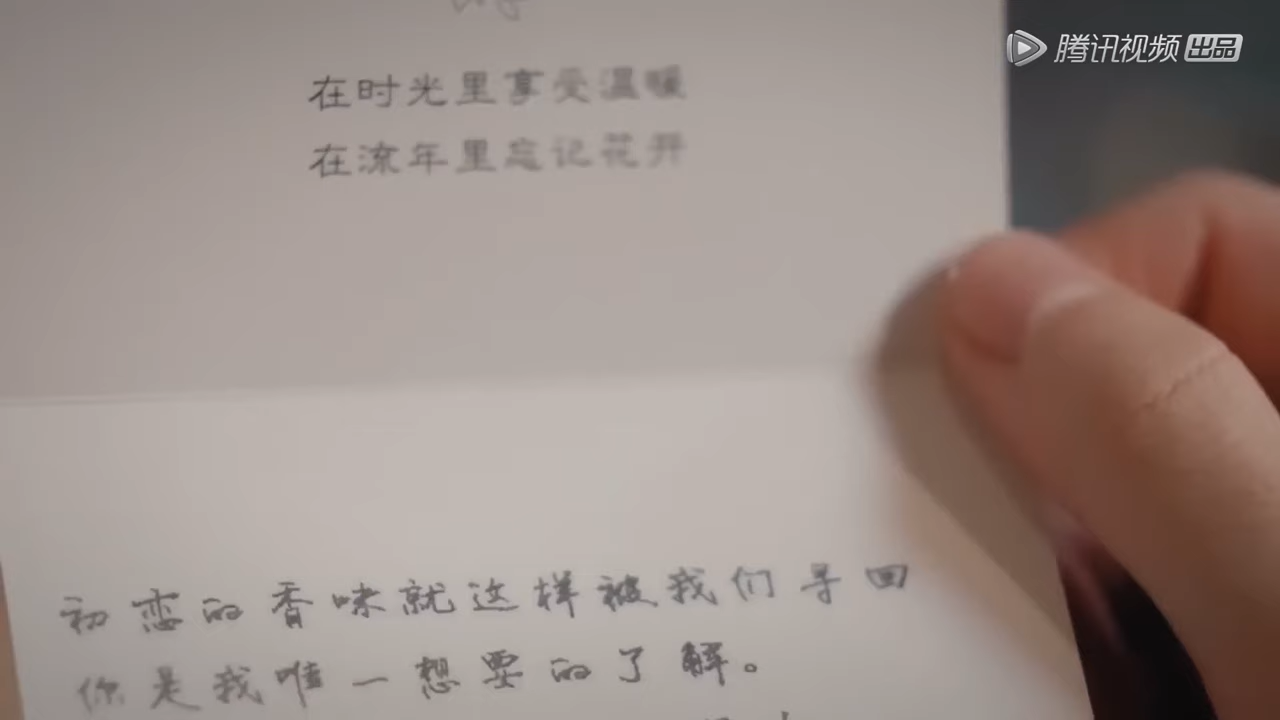 腾讯视频 出品
在时光里享受温暖
在流年里忘记花开
初恋的香味就这样被我们寻回
你是我唯一想要的了解。